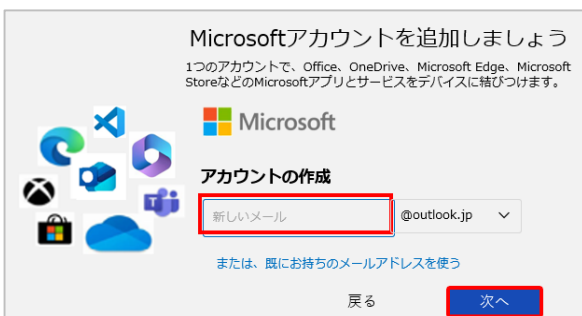 Microsoftアカウントを追加しましょう
1つのアカウントで、Office、OneDrive、Microsoft Edge、Microsoft
StoreなどのMicrosoftアプリとサービスをデバイスに結びつけます。
Microsoft
アカウントの作成
新しいメール
@outlook.jp
または、既にお持ちのメールアドレスを使う
戻る
次へ